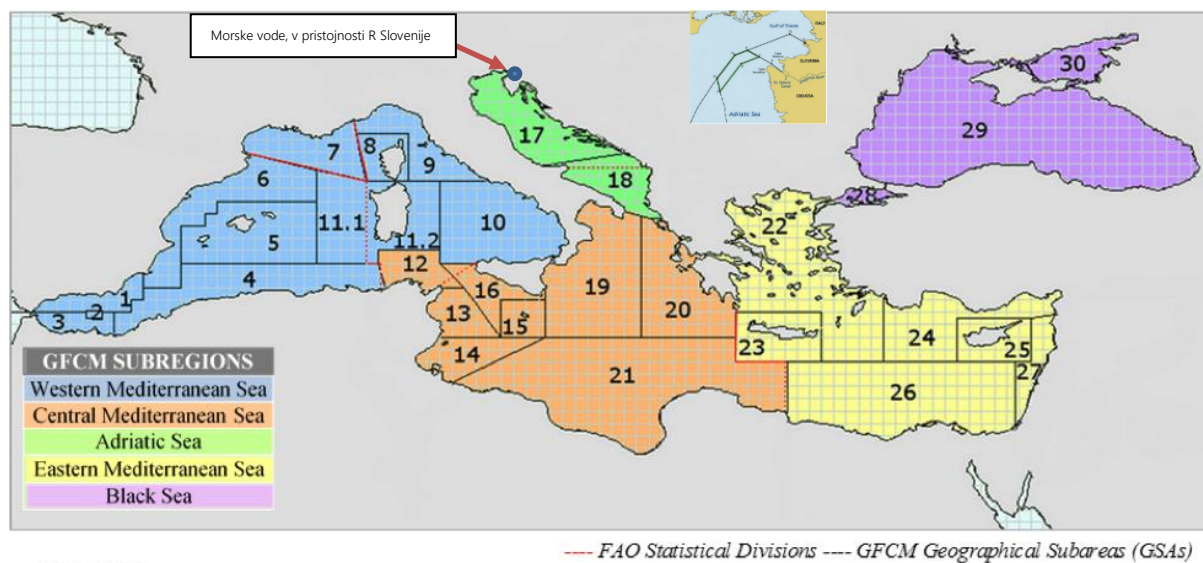 Morske vode, v pristojnosti R Slovenije
Gulf of Trieste
ITALY
SLOVENIA
CROATIA
Adriatic Sea
30
29
28
17
18
7
8
9
6
5
11.1
11.2
10
4
12
1
2
3
13
16
15
14
19
20
21
22
23
24
25
26
27
GFCM SUBREGIONS
Western Mediterranean Sea
Central Mediterranean Sea
Adriatic Sea
Eastern Mediterranean Sea
Black Sea
---- FAO Statistical Divisions ---- GFCM Geographical Subareas (GSAs)